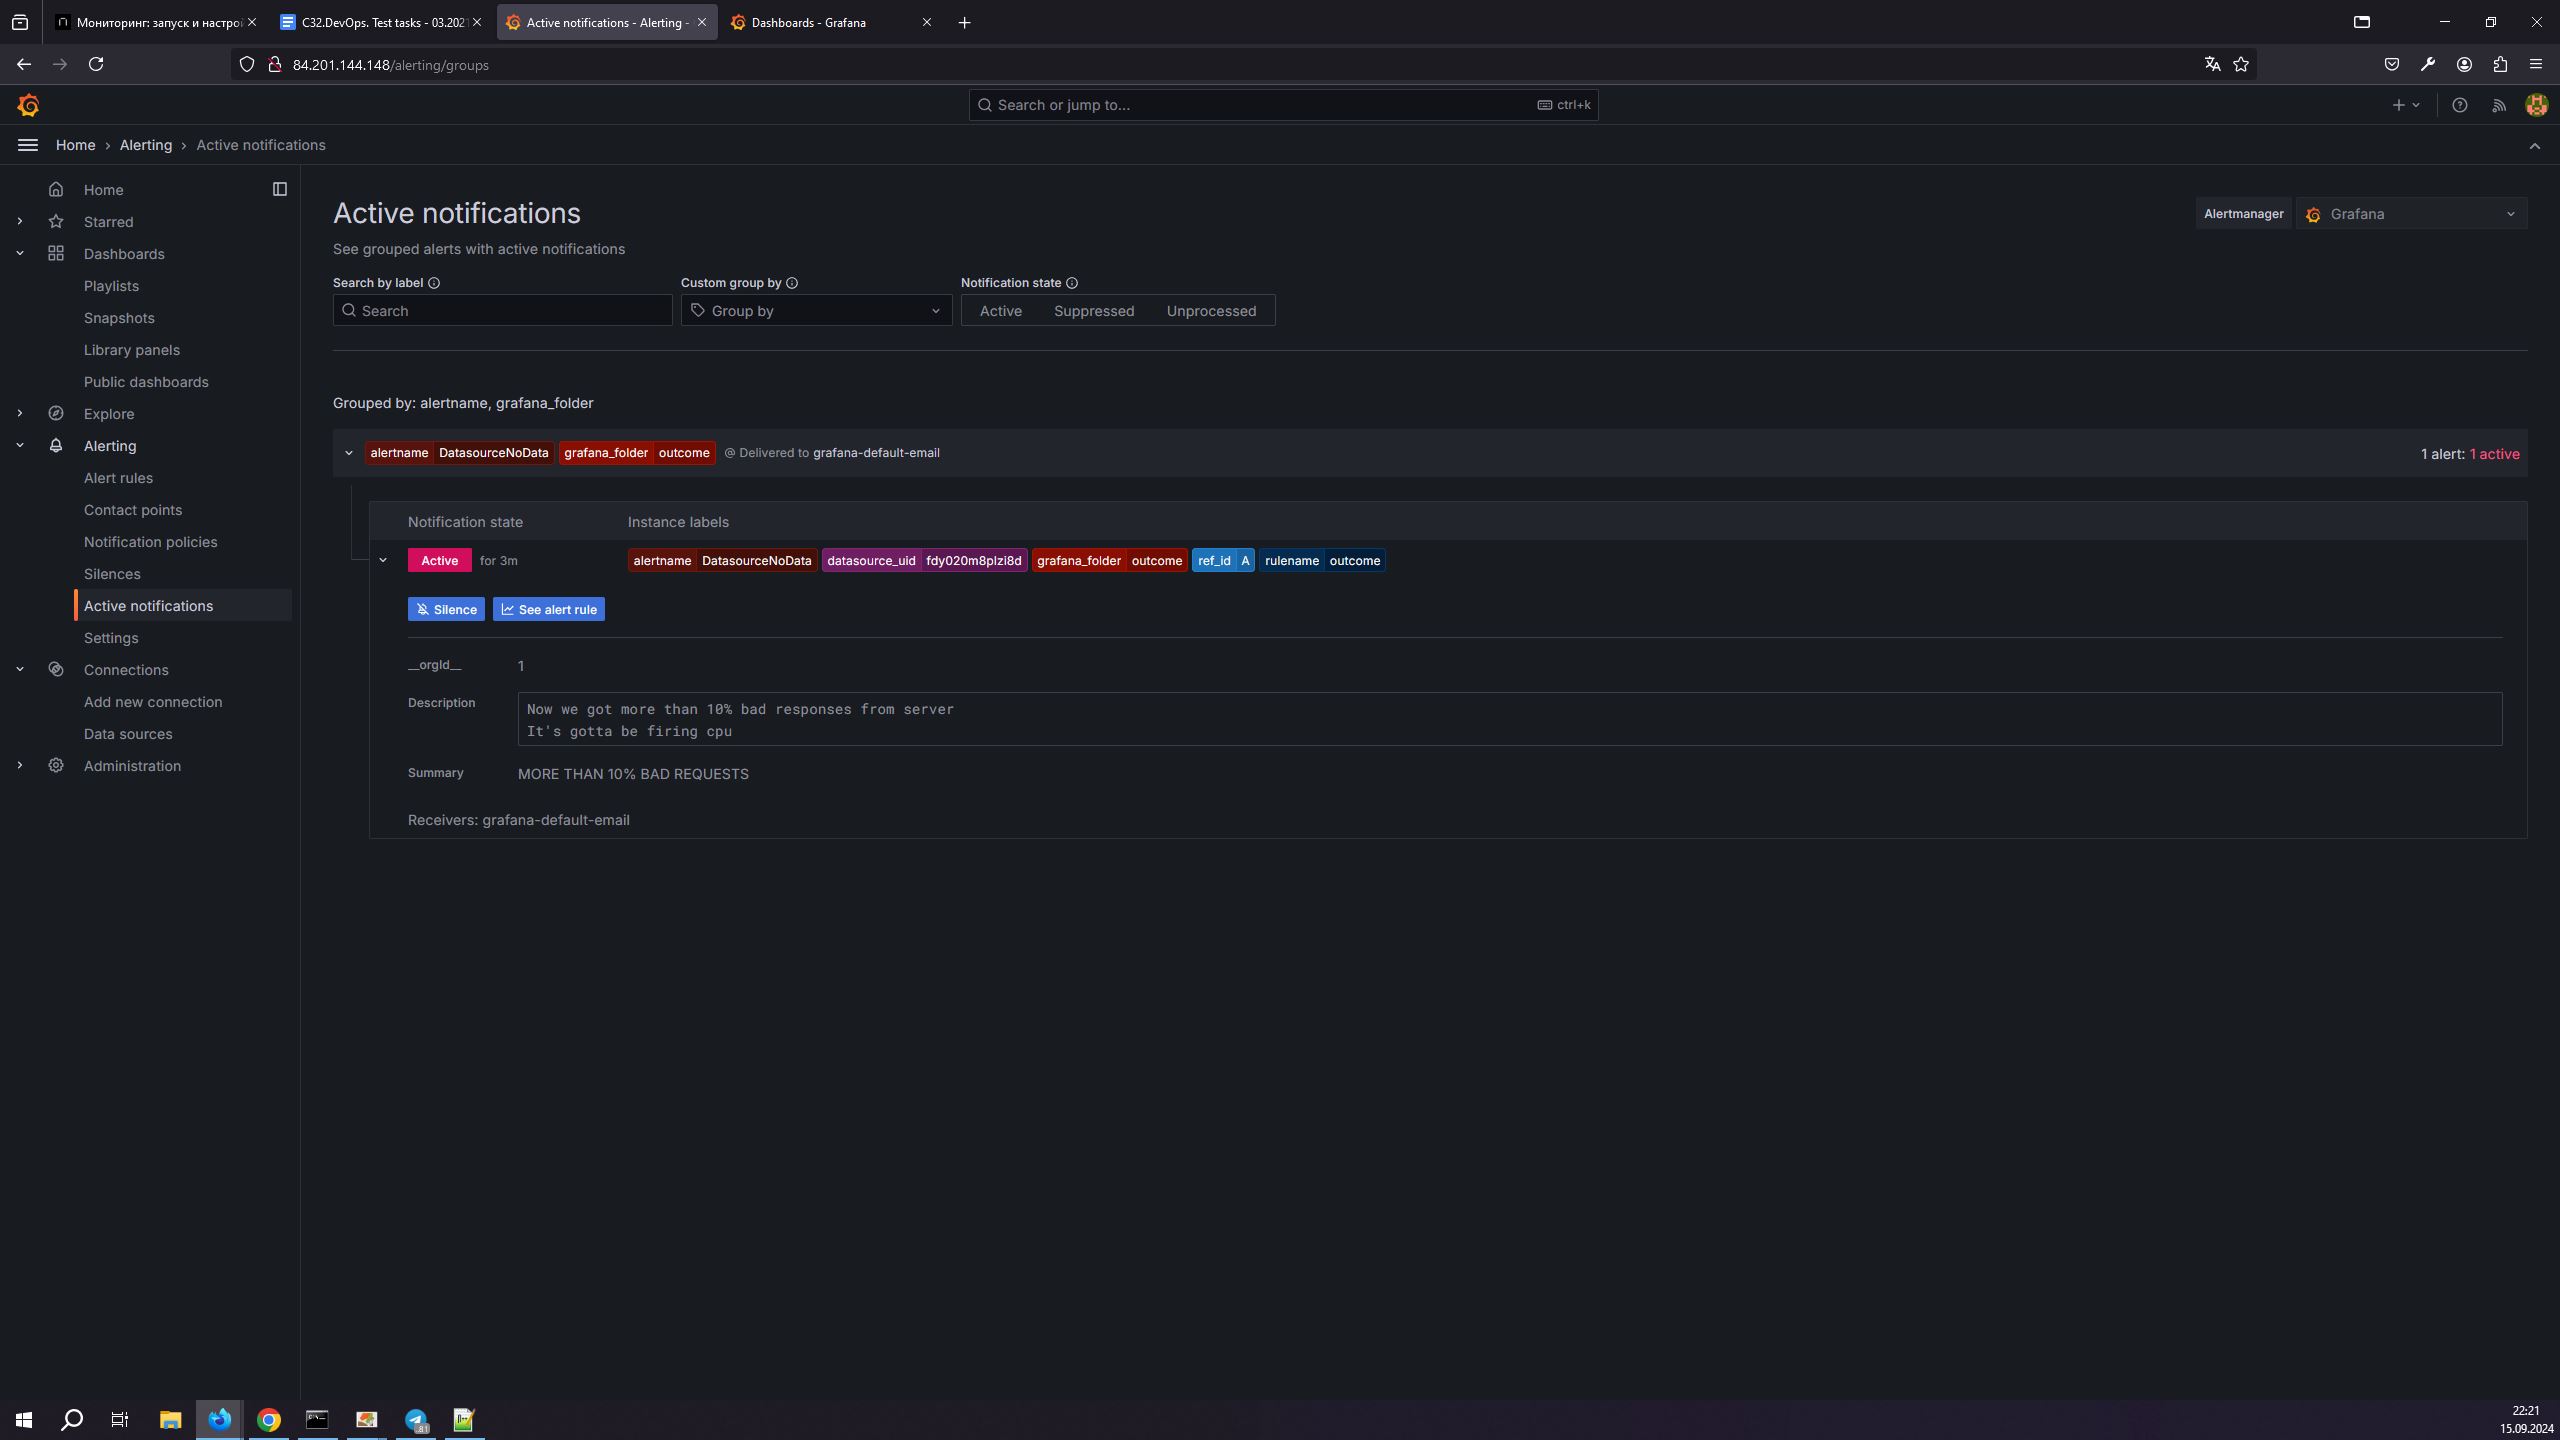 Мониторинг: запуск и настрой
C32.DevOps. Test tasks - 03.202
Active notifications - Alerting -
Dashboards - Grafana
84.201.144.148/alerting/groups
Search or jump to...
ctrl+k
Home
Alerting
Active notifications
Home
Starred
Dashboards
Playlists
Snapshots
Library panels
Public dashboards
Explore
Alerting
Alert rules
Contact points
Notification policies
Silences
Active notifications
Settings
Connections
Add new connection
Data sources
Administration
Active notifications
Alertmanager
Grafana
See grouped alerts with active notifications
Search by label
Custom group by
Notification state
Search
Group by
Active
Suppressed
Unprocessed
Grouped by: alertname, grafana_folder
alertname DatasourceNoData grafana_folder outcome @ Delivered to grafana-default-email
1 alert: 1 active
Notification state
Instance labels
Active for 3m
alertname DatasourceNoData datasource_uid fdy020m8plzi8d grafana_folder outcome ref_id A rulename outcome
Silence
See alert rule
__orgId__ 1
Description
Now we got more than 10% bad responses from server
It's gotta be firing cpu
Summary MORE THAN 10% BAD REQUESTS
Receivers: grafana-default-email
22:21
15.09.2024